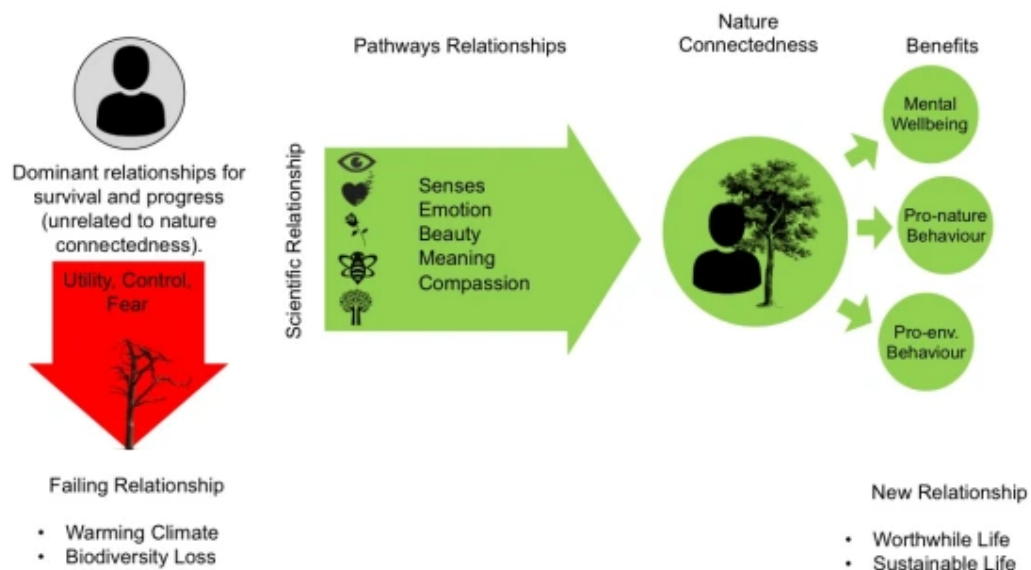 Pathways Relationships
Nature
Connectedness
Benefits
Dominant relationships for
survival and progress
(unrelated to nature
connectedness).
Utility, Control,
Fear
Failing Relationship
• Warming Climate
• Biodiversity Loss
Scientific Relationship
Senses
Emotion
Beauty
Meaning
Compassion
Mental
Wellbeing
Pro-nature
Behaviour
Pro-env.
Behaviour
New Relationship
• Worthwhile Life
• Sustainable Life